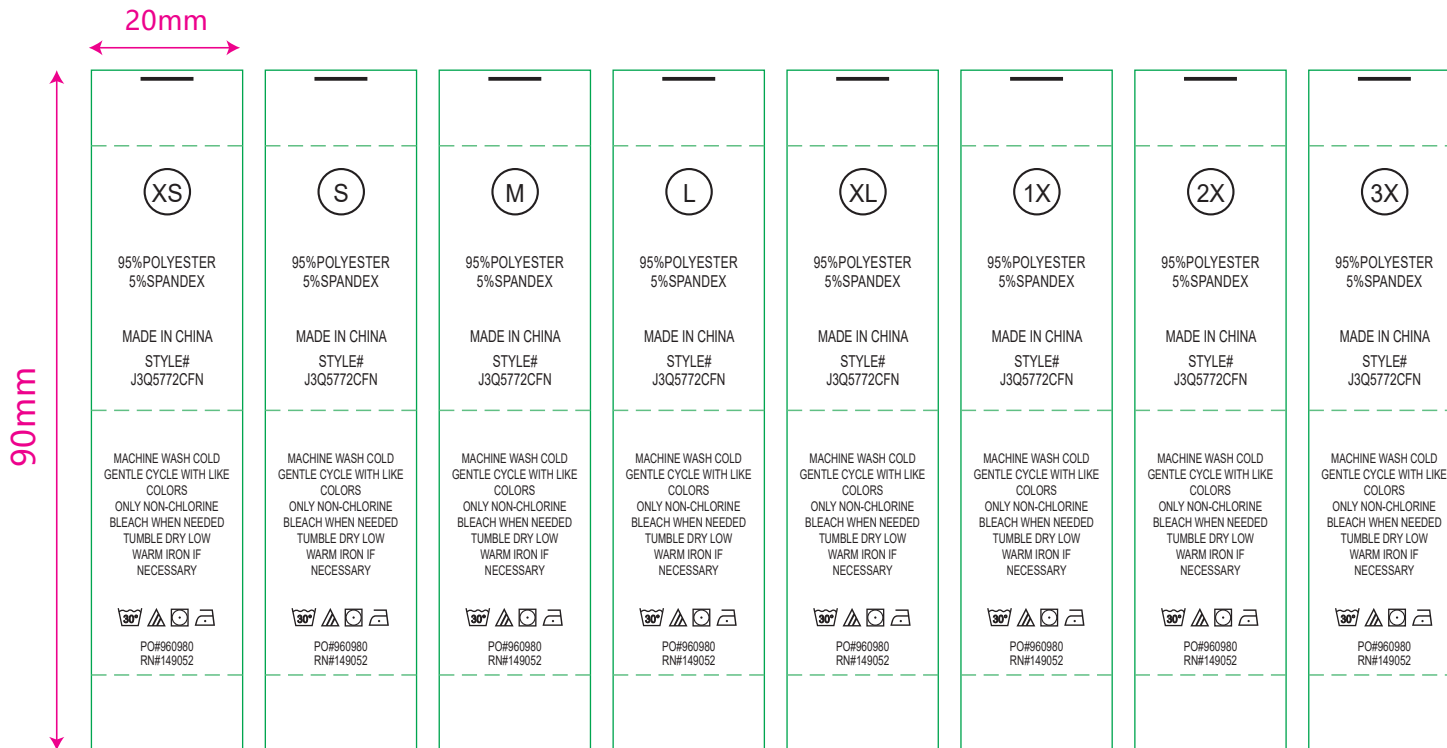 20mm
90mm
XS
95%POLYESTER
5%SPANDEX
MADE IN CHINA
STYLE#
J3Q5772CFN
MACHINE WASH COLD
GENTLE CYCLE WITH LIKE
COLORS
ONLY NON-CHLORINE
BLEACH WHEN NEEDED
TUMBLE DRY LOW
WARM IRON IF
NECESSARY
30°
PO#960980
RN#149052
S
95%POLYESTER
5%SPANDEX
MADE IN CHINA
STYLE#
J3Q5772CFN
MACHINE WASH COLD
GENTLE CYCLE WITH LIKE
COLORS
ONLY NON-CHLORINE
BLEACH WHEN NEEDED
TUMBLE DRY LOW
WARM IRON IF
NECESSARY
30°
PO#960980
RN#149052
M
95%POLYESTER
5%SPANDEX
MADE IN CHINA
STYLE#
J3Q5772CFN
MACHINE WASH COLD
GENTLE CYCLE WITH LIKE
COLORS
ONLY NON-CHLORINE
BLEACH WHEN NEEDED
TUMBLE DRY LOW
WARM IRON IF
NECESSARY
30°
PO#960980
RN#149052
L
95%POLYESTER
5%SPANDEX
MADE IN CHINA
STYLE#
J3Q5772CFN
MACHINE WASH COLD
GENTLE CYCLE WITH LIKE
COLORS
ONLY NON-CHLORINE
BLEACH WHEN NEEDED
TUMBLE DRY LOW
WARM IRON IF
NECESSARY
30°
PO#960980
RN#149052
XL
95%POLYESTER
5%SPANDEX
MADE IN CHINA
STYLE#
J3Q5772CFN
MACHINE WASH COLD
GENTLE CYCLE WITH LIKE
COLORS
ONLY NON-CHLORINE
BLEACH WHEN NEEDED
TUMBLE DRY LOW
WARM IRON IF
NECESSARY
30°
PO#960980
RN#149052
1X
95%POLYESTER
5%SPANDEX
MADE IN CHINA
STYLE#
J3Q5772CFN
MACHINE WASH COLD
GENTLE CYCLE WITH LIKE
COLORS
ONLY NON-CHLORINE
BLEACH WHEN NEEDED
TUMBLE DRY LOW
WARM IRON IF
NECESSARY
30°
PO#960980
RN#149052
2X
95%POLYESTER
5%SPANDEX
MADE IN CHINA
STYLE#
J3Q5772CFN
MACHINE WASH COLD
GENTLE CYCLE WITH LIKE
COLORS
ONLY NON-CHLORINE
BLEACH WHEN NEEDED
TUMBLE DRY LOW
WARM IRON IF
NECESSARY
30°
PO#960980
RN#149052
3X
95%POLYESTER
5%SPANDEX
MADE IN CHINA
STYLE#
J3Q5772CFN
MACHINE WASH COLD
GENTLE CYCLE WITH LIKE
COLORS
ONLY NON-CHLORINE
BLEACH WHEN NEEDED
TUMBLE DRY LOW
WARM IRON IF
NECESSARY
30°
PO#960980
RN#149052